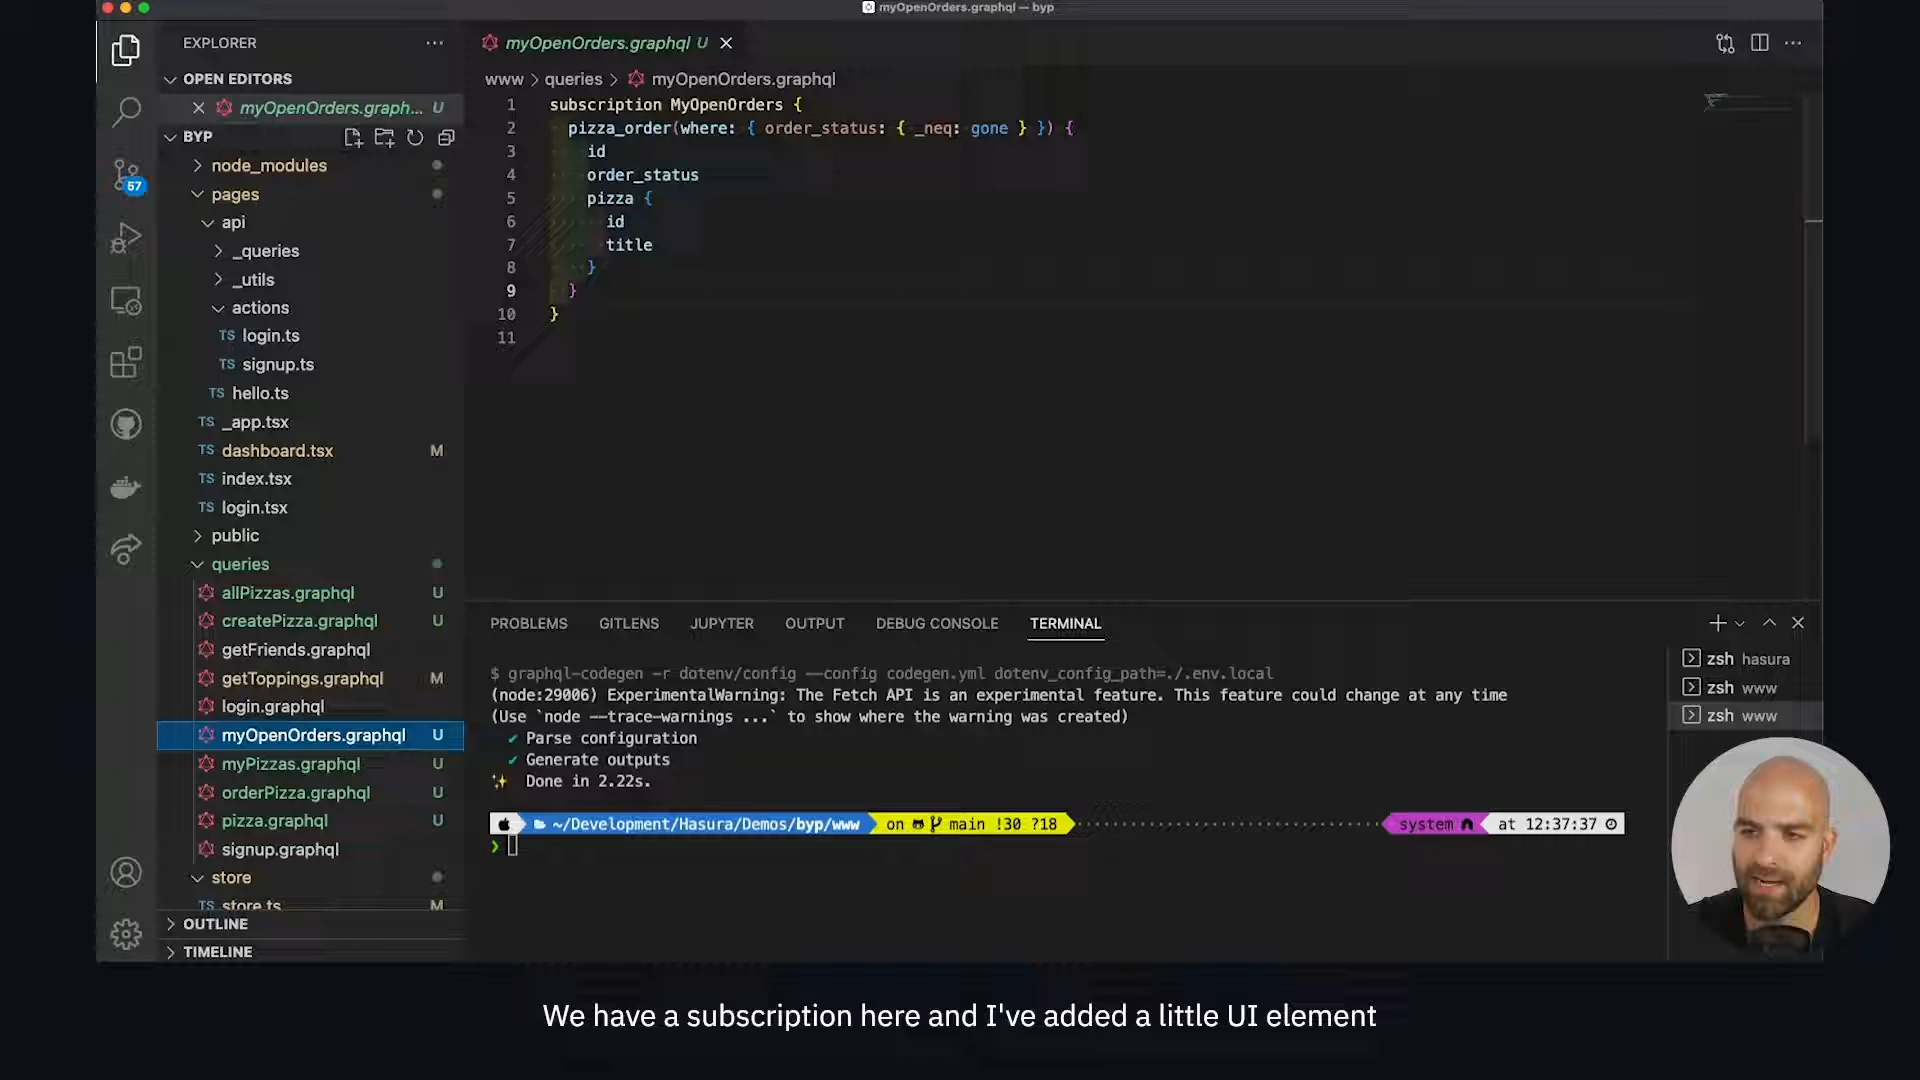 myOpenOrders.graphql — byp
EXPLORER
OPEN EDITORS
myOpenOrders.graph... U
BYP
node_modules
pages
api
_queries
_utils
actions
TS login.ts
TS signup.ts
TS hello.ts
TS _app.tsx
TS dashboard.tsx M
TS index.tsx
TS login.tsx
public
queries
allPizzas.graphql U
createPizza.graphql U
getFriends.graphql
getToppings.graphql M
login.graphql
myOpenOrders.graphql U
myPizzas.graphql U
orderPizza.graphql U
pizza.graphql U
signup.graphql
store
TS store.ts M
OUTLINE
TIMELINE
57
myOpenOrders.graphql U
www > queries > myOpenOrders.graphql
1 subscription MyOpenOrders {
2 pizza_order(where: { order_status: { _neq: gone } }) {
3 id
4 order_status
5 pizza {
6 id
7 title
8 }
9 }
10 }
11
PROBLEMS GITLENS JUPYTER OUTPUT DEBUG CONSOLE TERMINAL
$ graphql-codegen -r dotenv/config --config codegen.yml dotenv_config_path=./.env.local
(node:29006) ExperimentalWarning: The Fetch API is an experimental feature. This feature could change at any time
(Use `node --trace-warnings ...` to show where the warning was created)
✔ Parse configuration
✔ Generate outputs
✨ Done in 2.22s.
~/Development/Hasura/Demos/byp/www on main !30 ?18 system at 12:37:37
❯
zsh hasura
zsh www
zsh www
We have a subscription here and I've added a little UI element